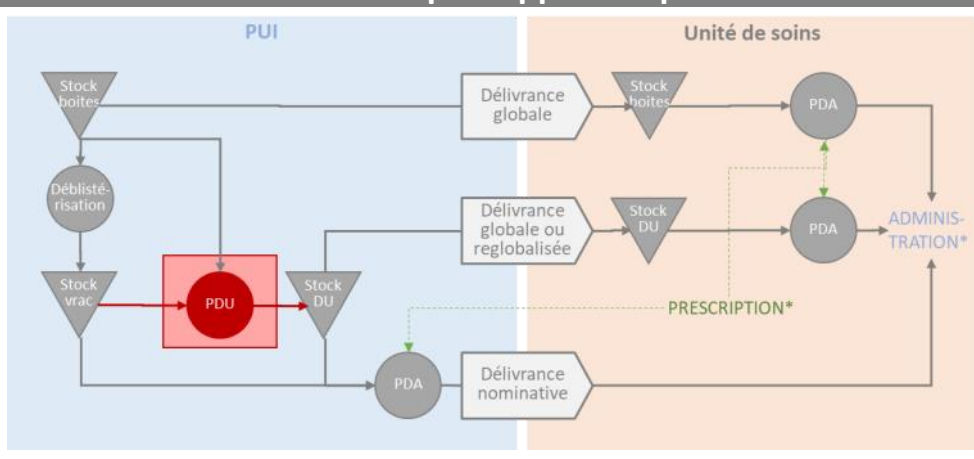 PUI
Unité de soins
Stock
boites
Délivrance
globale
Stock
boites
PDA
Déblisté-
risation
Délivrance
globale ou
reglobalisée
Stock
DU
PDA
ADMINIS-
TRATION*
Stock
vrac
PDU
Stock
DU
PRESCRIPTION*
PDA
Délivrance
nominative